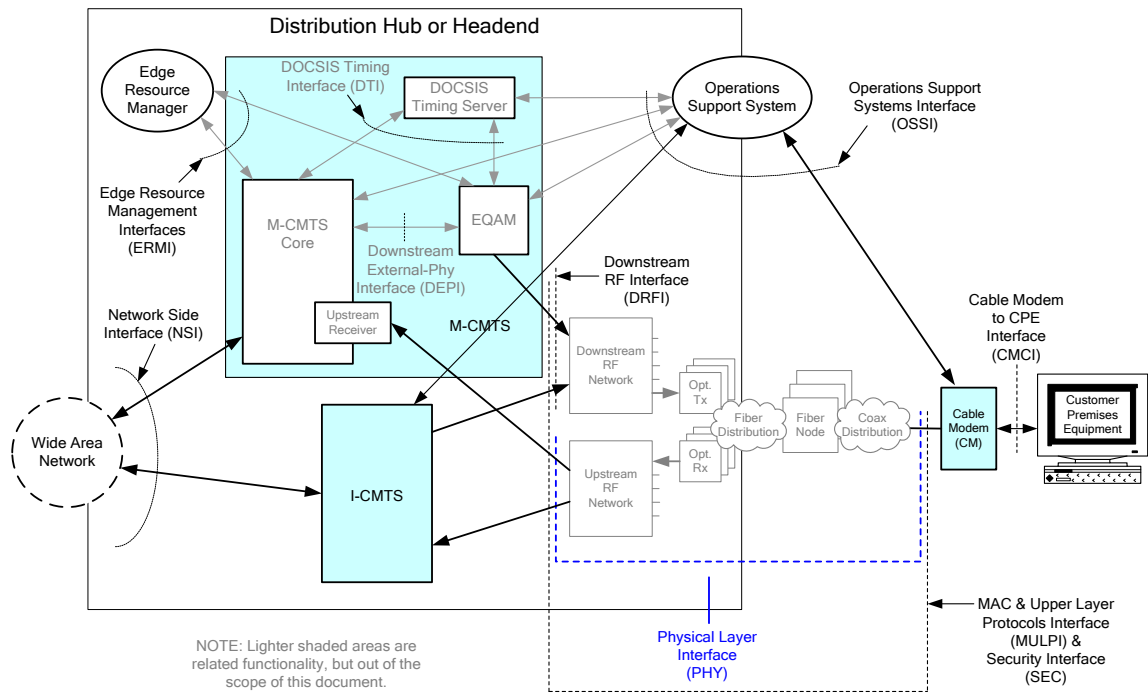 Distribution Hub or Headend
Edge
Resource
Manager
DOCSIS Timing
Interface (DTI)
DOCSIS
Timing Server
Operations
Support System
Operations Support
Systems Interface
(OSSI)
Edge Resource
Management
Interfaces
(ERMI)
M-CMTS
Core
EQAM
Downstream
External-Phy
Interface (DEPI)
Upstream
Receiver
M-CMTS
Downstream
RF Interface
(DRFI)
Network Side
Interface (NSI)
Cable Modem
to CPE
Interface
(CMCI)
Downstream
RF
Network
Opt.
Tx
Fiber
Distribution
Fiber
Node
Coax
Distribution
Cable
Modem
(CM)
Customer
Premises
Equipment
Wide Area
Network
I-CMTS
Upstream
RF
Network
Opt.
Rx
NOTE: Lighter shaded areas are
related functionality, but out of the
scope of this document.
Physical Layer
Interface
(PHY)
MAC & Upper Layer
Protocols Interface
(MULPI) &
Security Interface
(SEC)